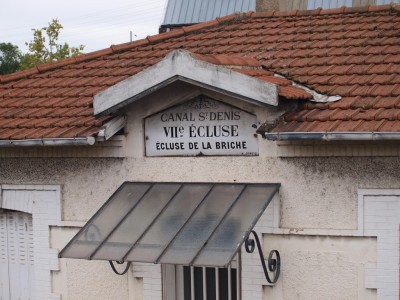 CANAL St DENIS
VIIe ÉCLUSE
ÉCLUSE DE LA BRICHE